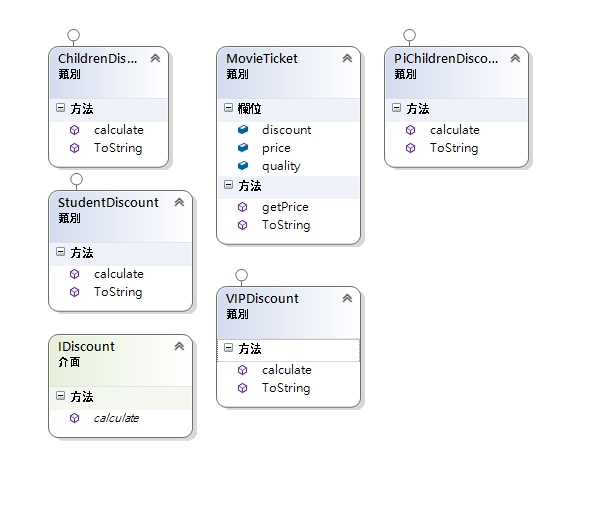 ChildrenDis...
類別
方法
calculate
ToString
MovieTicket
類別
欄位
discount
price
quality
方法
getPrice
ToString
PiChildrenDisco...
類別
方法
calculate
ToString
StudentDiscount
類別
方法
calculate
ToString
VIPDiscount
類別
方法
calculate
ToString
IDiscount
介面
方法
calculate